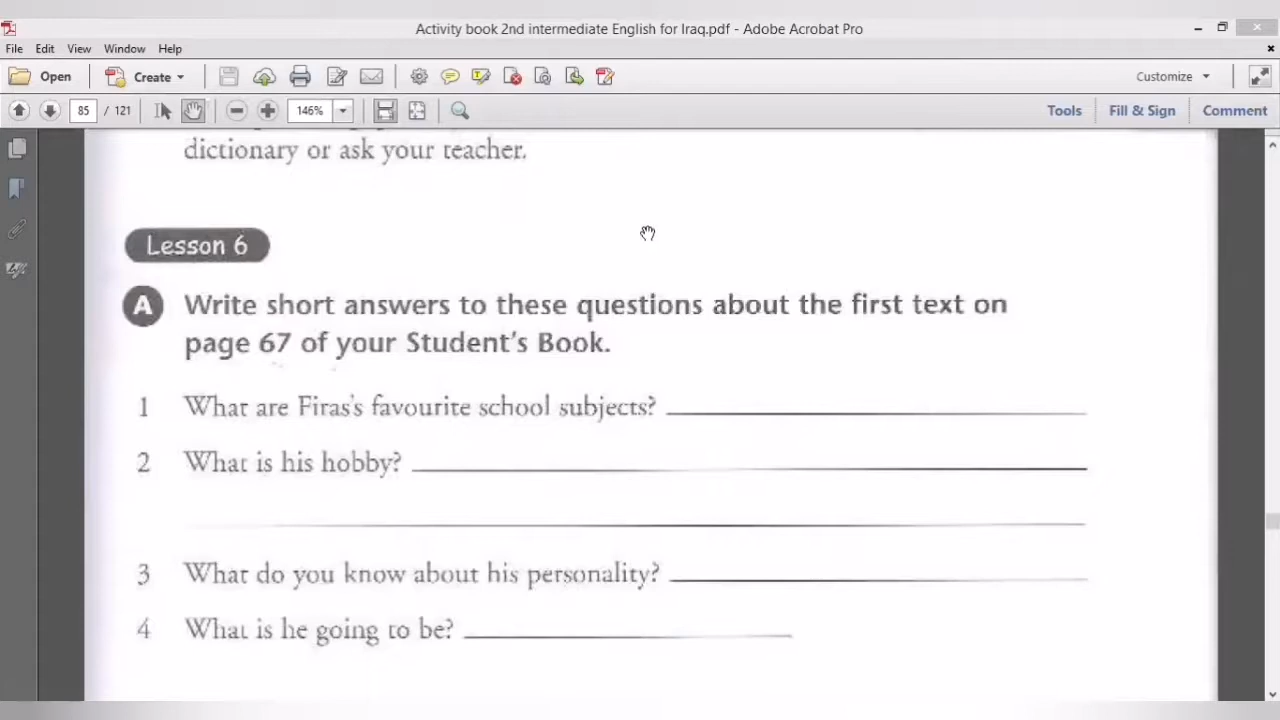 Activity book 2nd intermediate English for Iraq.pdf - Adobe Acrobat Pro
File Edit View Window Help
Open Create Customize
85 / 121 146% Tools Fill & Sign Comment
dictionary or ask your teacher.
Lesson 6
A Write short answers to these questions about the first text on
page 67 of your Student's Book.
1 What are Firas's favourite school subjects?
2 What is his hobby?
3 What do you know about his personality?
4 What is he going to be?